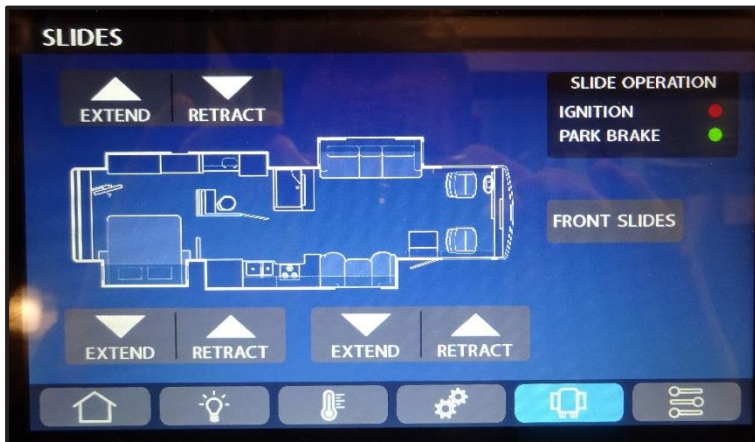 SLIDES
EXTEND RETRACT
SLIDE OPERATION
IGNITION
PARK BRAKE
FRONT SLIDES
EXTEND RETRACT EXTEND RETRACT